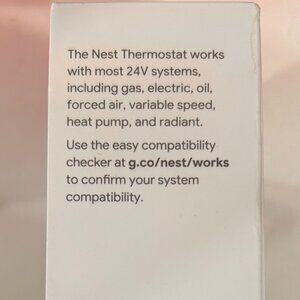 The Nest Thermostat works
with most 24V systems,
including gas, electric, oil,
forced air, variable speed,
heat pump, and radiant.
Use the easy compatibility
checker at g.co/nest/works
to confirm your system
compatibility.